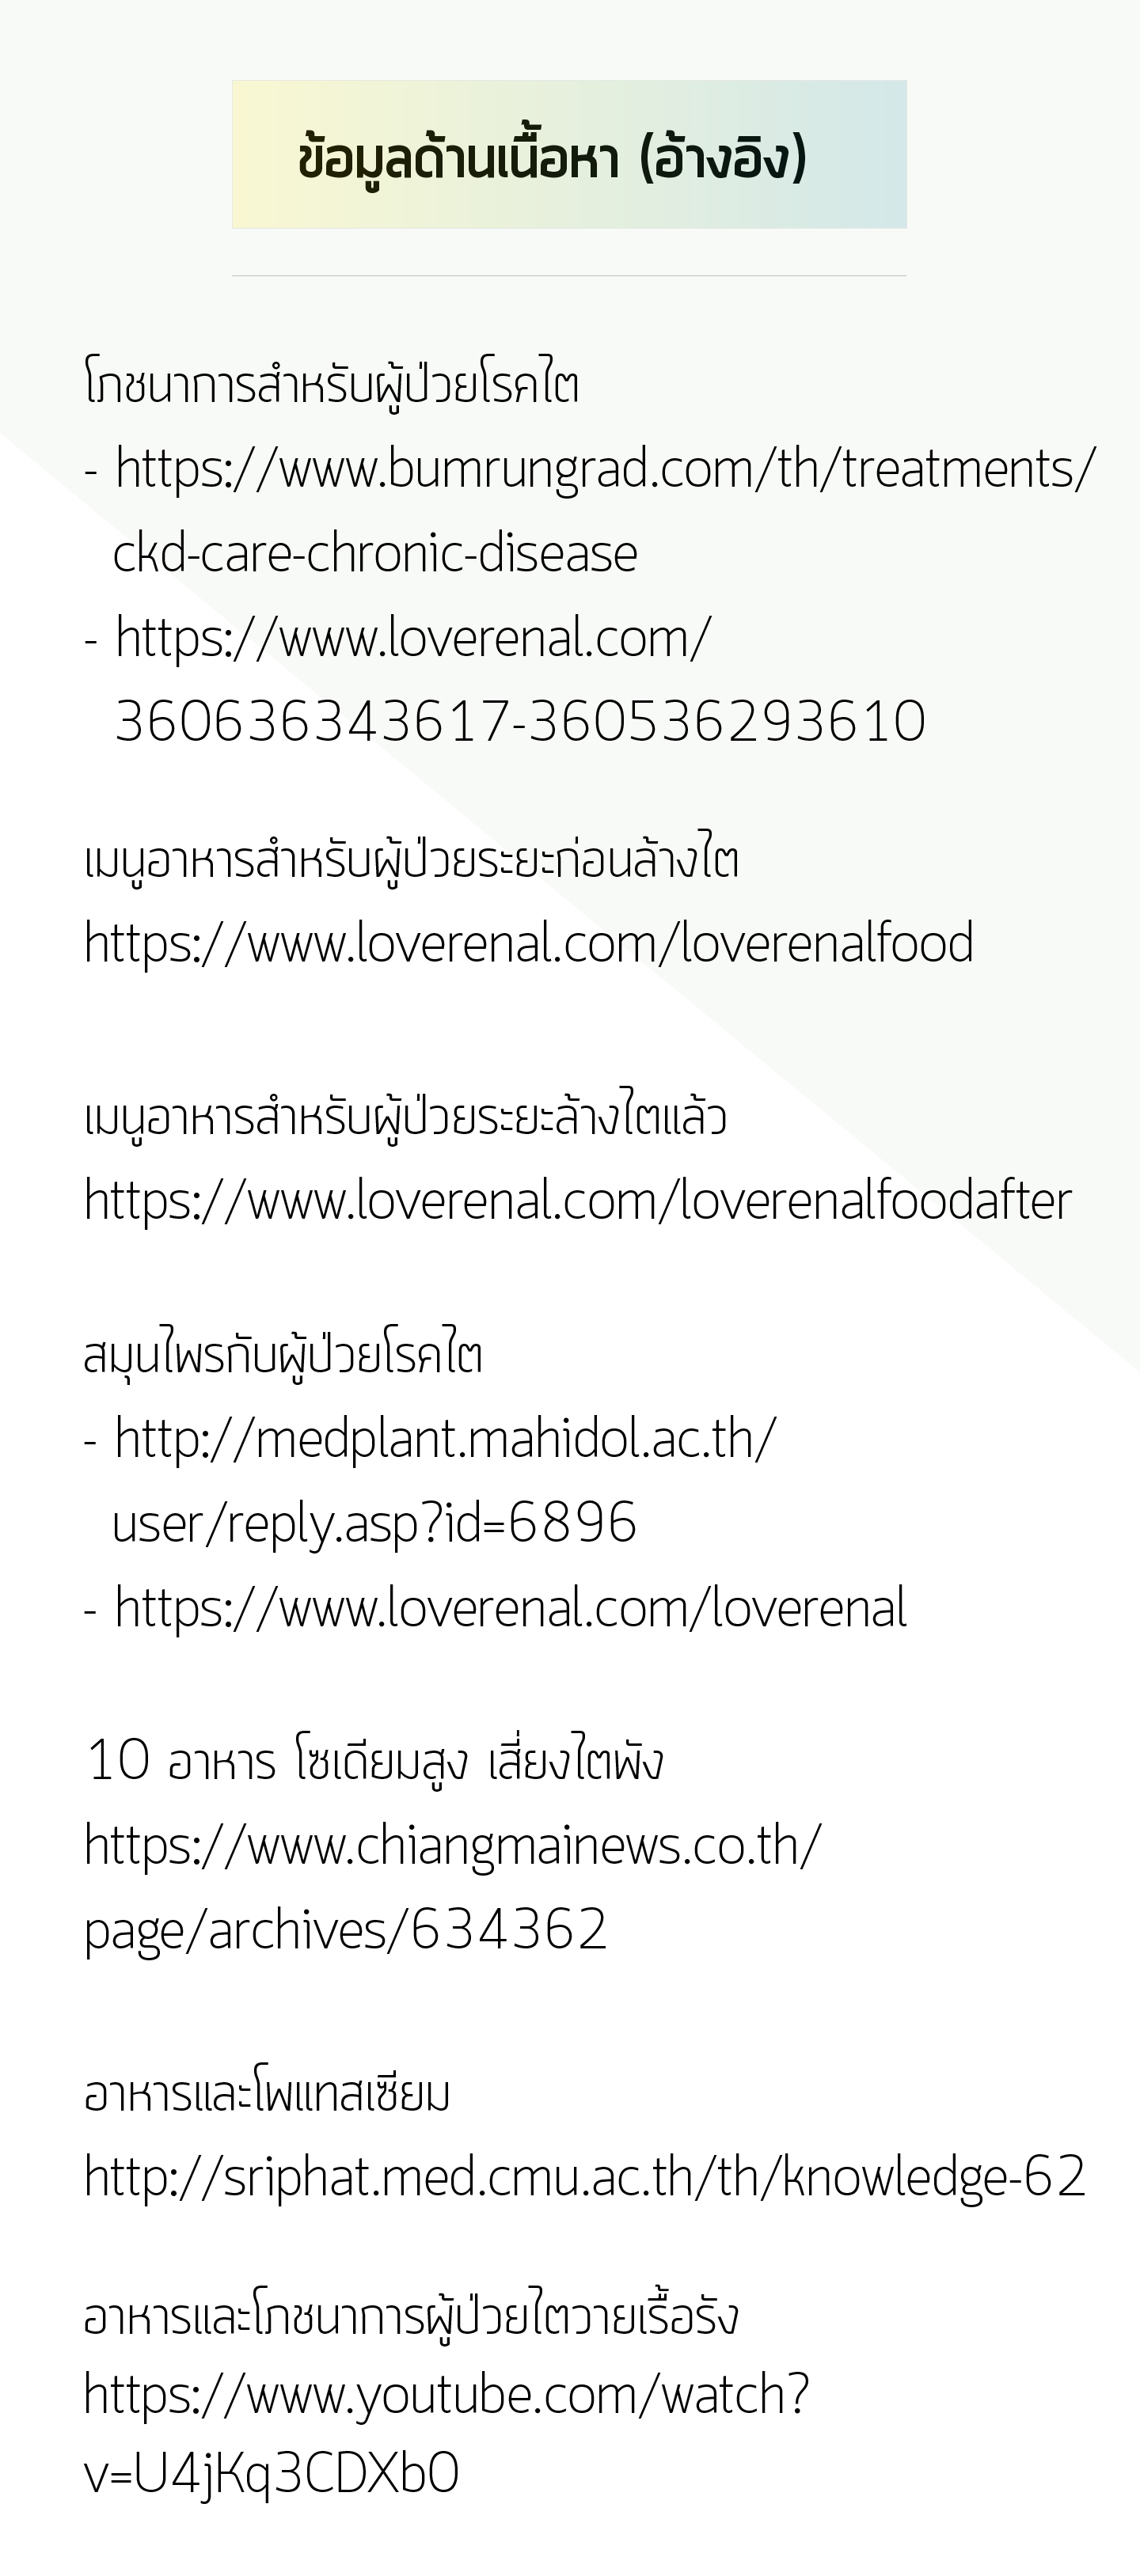 ข้อมูลด้านเนื้อหา (อ้างอิง)
โภชนาการสำหรับผู้ป่วยโรคไต
- https://www.bumrungrad.com/th/treatments/
ckd-care-chronic-disease
- https://www.loverenal.com/
360636343617-360536293610
เมนูอาหารสำหรับผู้ป่วยระยะก่อนล้างไต
https://www.loverenal.com/loverenalfood
เมนูอาหารสำหรับผู้ป่วยระยะล้างไตแล้ว
https://www.loverenal.com/loverenalfoodafter
สมุนไพรกับผู้ป่วยโรคไต
- http://medplant.mahidol.ac.th/
user/reply.asp?id=6896
- https://www.loverenal.com/loverenal
10 อาหาร โซเดียมสูง เสี่ยงไตพัง
https://www.chiangmainews.co.th/
page/archives/634362
อาหารและโพแทสเซียม
http://sriphat.med.cmu.ac.th/th/knowledge-62
อาหารและโภชนาการผู้ป่วยไตวายเรื้อรัง
https://www.youtube.com/watch?
v=U4jKq3CDXb0